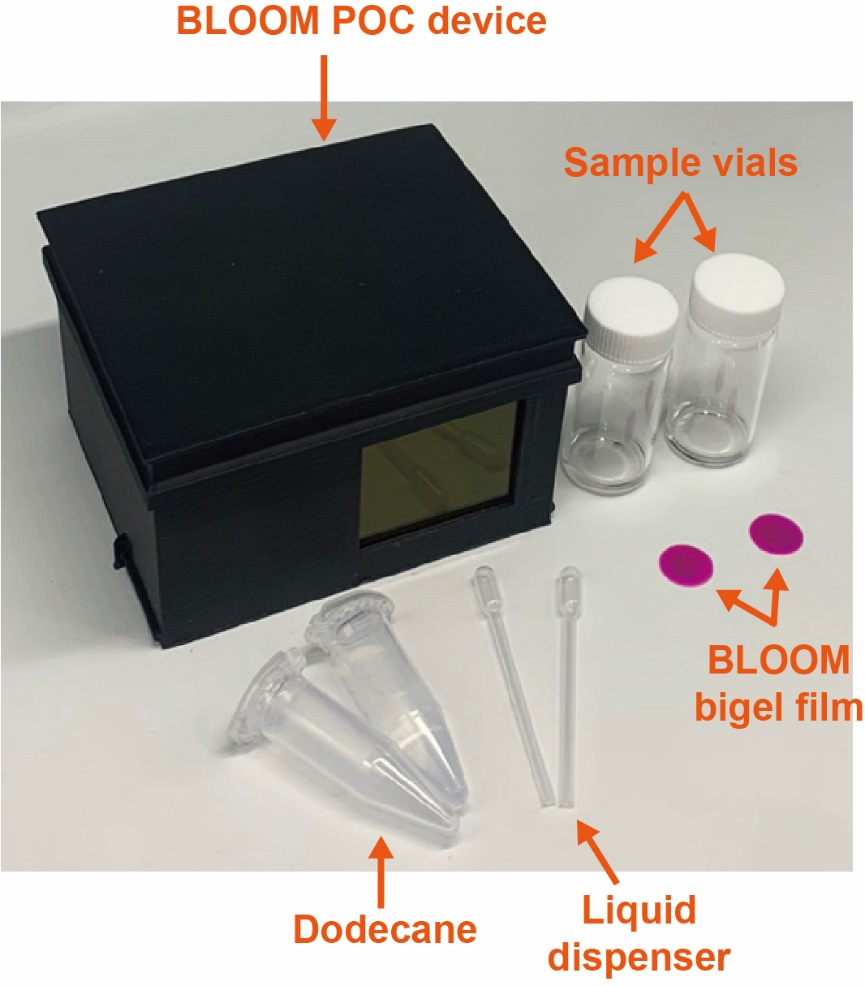 BLOOM POC device
Sample vials
BLOOM
bigel film
Dodecane
Liquid
dispenser